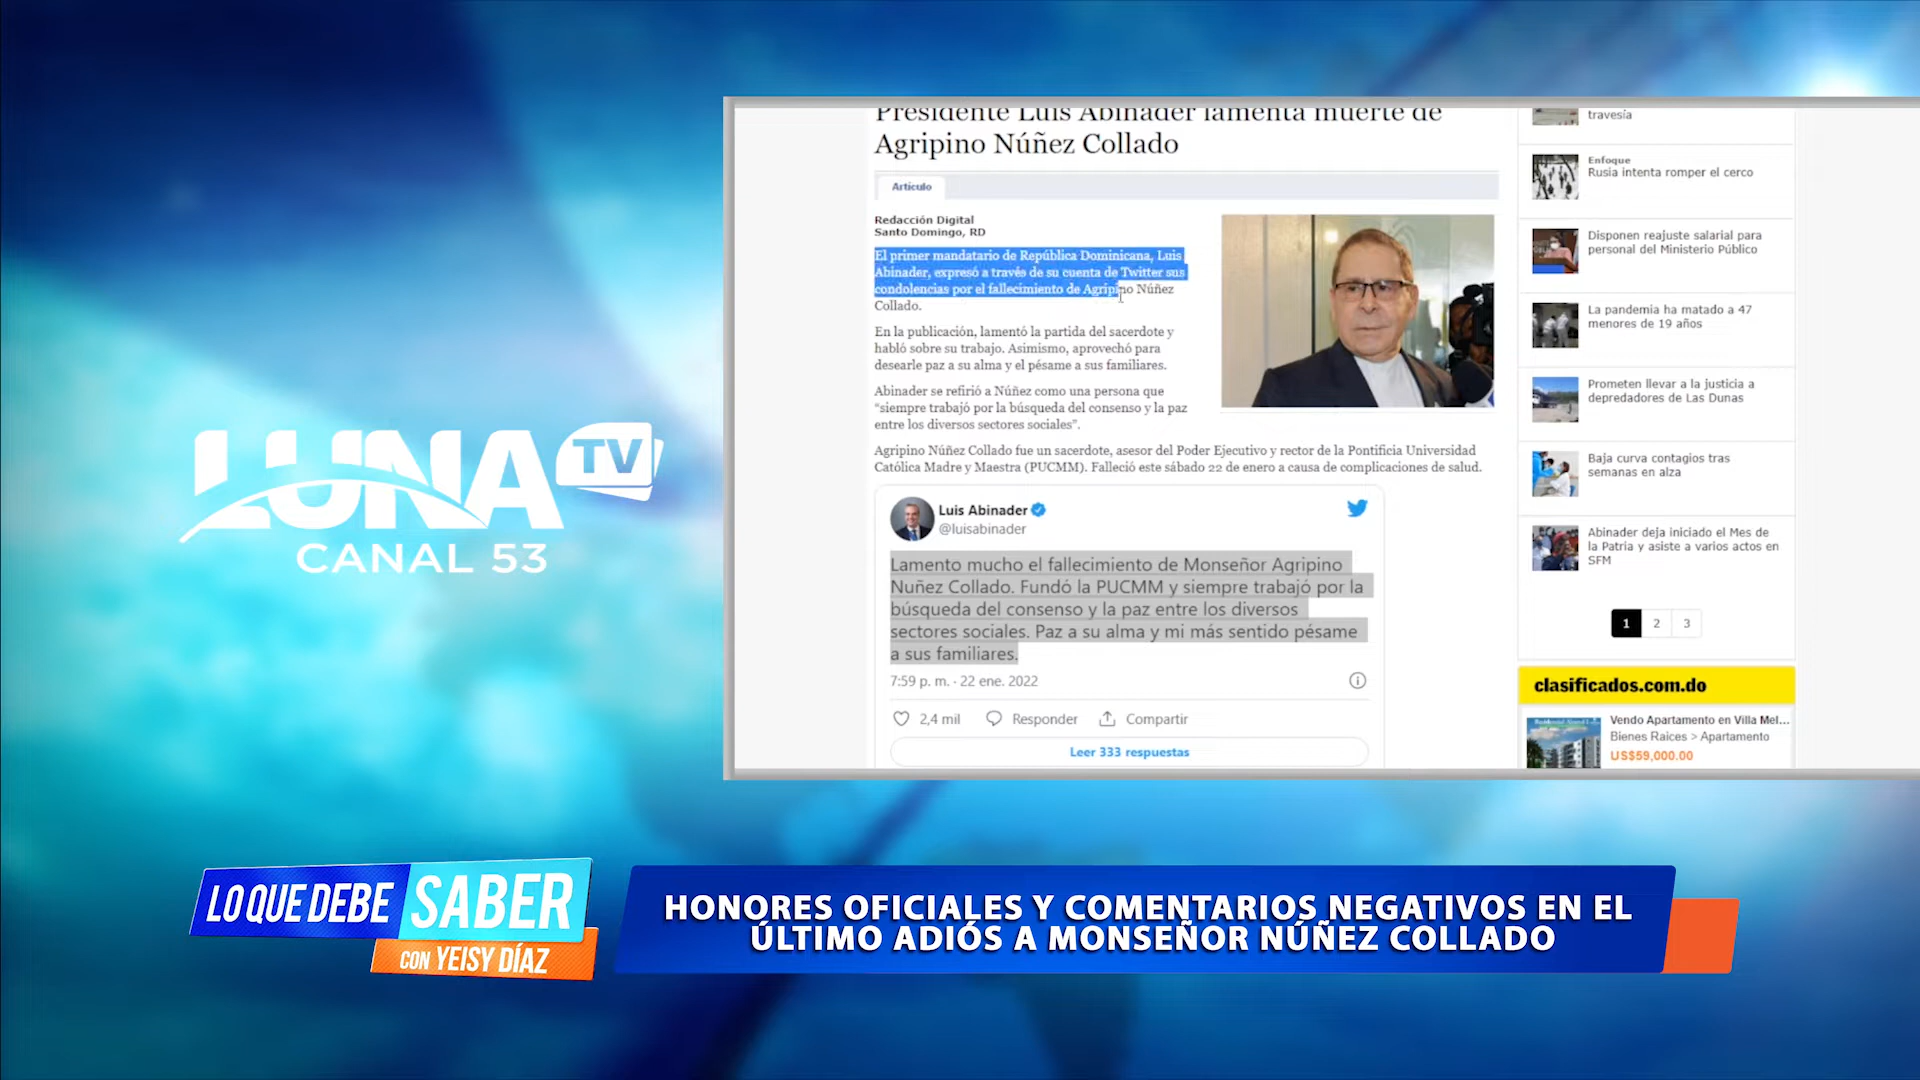 Presidente Luis Abinader lamenta muerte de
Agripino Núñez Collado
Artículo
Redacción Digital
Santo Domingo, RD
El primer mandatario de República Dominicana, Luis
Abinader, expresó a través de su cuenta de Twitter sus
condolencias por el fallecimiento de Agripino Núñez
Collado.
En la publicación, lamentó la partida del sacerdote y
habló sobre su trabajo. Asimismo, aprovechó para
desearle paz a su alma y el pésame a sus familiares.
Abinader se refirió a Núñez como una persona que
“siempre trabajó por la búsqueda del consenso y la paz
entre los diversos sectores sociales”.
Agripino Núñez Collado fue un sacerdote, asesor del Poder Ejecutivo y rector de la Pontificia Universidad
Católica Madre y Maestra (PUCMM). Falleció este sábado 22 de enero a causa de complicaciones de salud.
Luis Abinader
@luisabinader
Lamento mucho el fallecimiento de Monseñor Agripino
Nuñez Collado. Fundó la PUCMM y siempre trabajó por la
búsqueda del consenso y la paz entre los diversos
sectores sociales. Paz a su alma y mi más sentido pésame
a sus familiares.
7:59 p. m. · 22 ene. 2022
2,4 mil Responder Compartir
Leer 333 respuestas
travesía
Enfoque
Rusia intenta romper el cerco
Disponen reajuste salarial para
personal del Ministerio Público
La pandemia ha matado a 47
menores de 19 años
Prometen llevar a la justicia a
depredadores de Las Dunas
Baja curva contagios tras
semanas en alza
Abinader deja iniciado el Mes de
la Patria y asiste a varios actos en
SFM
1 2 3
clasificados.com.do
Vendo Apartamento en Villa Mel...
Bienes Raices > Apartamento
US$59,000.00
LUNA TV
CANAL 53
LO QUE DEBE SABER
CON YEISY DÍAZ
HONORES OFICIALES Y COMENTARIOS NEGATIVOS EN EL
ÚLTIMO ADIÓS A MONSEÑOR NÚÑEZ COLLADO